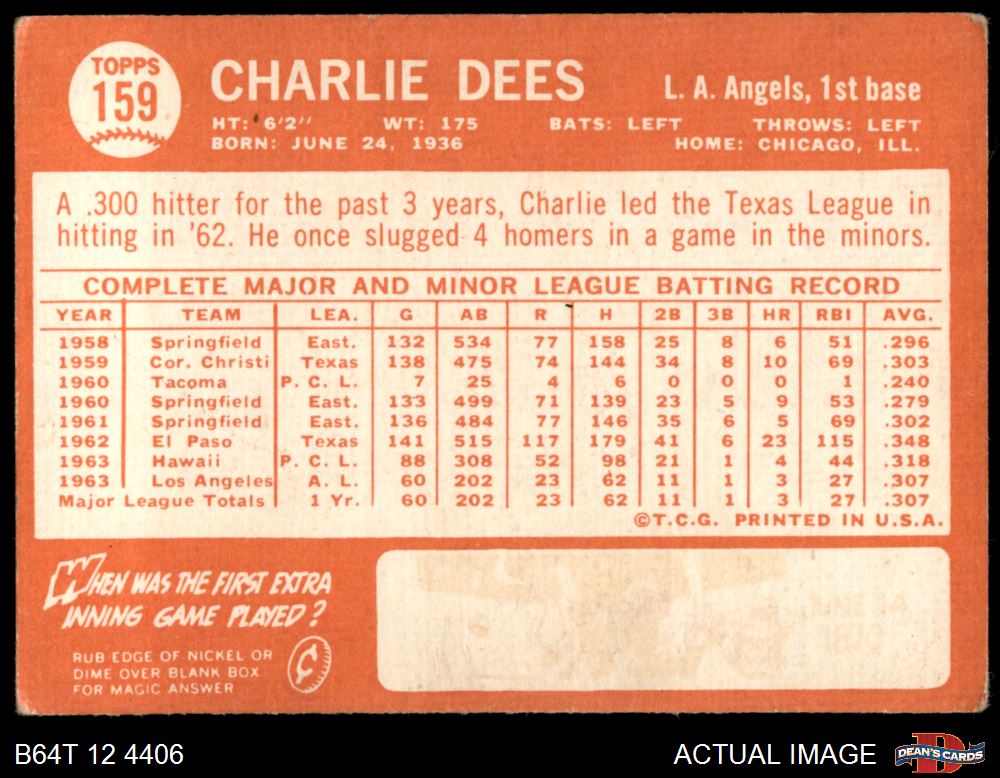 TOPPS
159
CHARLIE DEES
L. A. Angels, 1st base
HT: 6'2" WT: 175 BATS: LEFT THROWS: LEFT
BORN: JUNE 24, 1936 HOME: CHICAGO, ILL.
A .300 hitter for the past 3 years, Charlie led the Texas League in
hitting in '62. He once slugged 4 homers in a game in the minors.
COMPLETE MAJOR AND MINOR LEAGUE BATTING RECORD
YEAR TEAM LEA. G AB R H 2B 3B HR RBI AVG.
1958 Springfield East. 132 534 77 158 25 8 6 51 .296
1959 Cor. Christi Texas 138 475 74 144 34 8 10 69 .303
1960 Tacoma P. C. L. 7 25 4 6 0 0 0 1 .240
1960 Springfield East. 133 499 71 139 23 5 9 53 .279
1961 Springfield East. 136 484 77 146 35 6 5 69 .302
1962 El Paso Texas 141 515 117 179 41 6 23 115 .348
1963 Hawaii P. C. L. 88 308 52 98 21 1 4 44 .318
1963 Los Angeles A. L. 60 202 23 62 11 1 3 27 .307
Major League Totals 1 Yr. 60 202 23 62 11 1 3 27 .307
©T.C.G. PRINTED IN U.S.A.
WHEN WAS THE FIRST EXTRA
INNING GAME PLAYED?
RUB EDGE OF NICKEL OR
DIME OVER BLANK BOX
FOR MAGIC ANSWER
¢
B64T 12 4406
ACTUAL IMAGE
DEAN'S CARDS